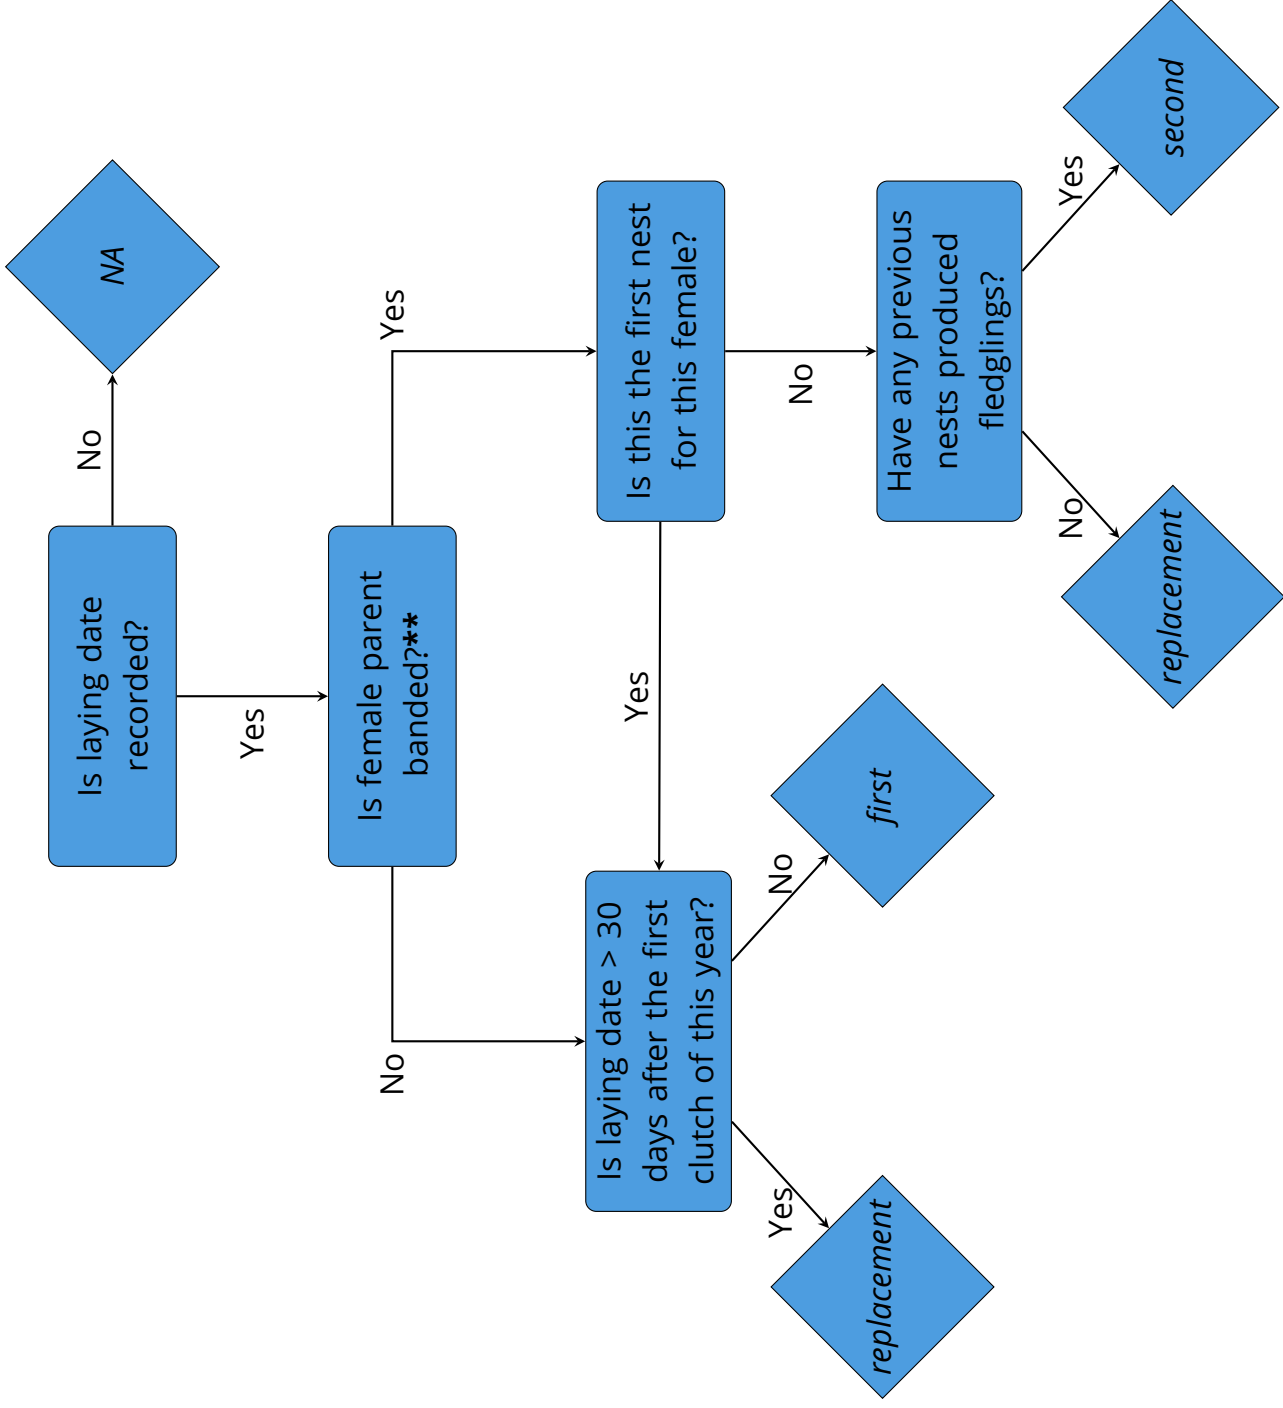 Is laying date
recorded?
No
NA
Yes
Is female parent
banded?**
No
Yes
Is laying date > 30
days after the first
clutch of this year?
Yes
Is this the first nest
for this female?
Yes
replacement
No
first
No
Have any previous
nests produced
fledglings?
No
replacement
Yes
second